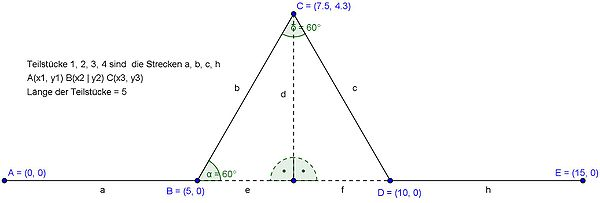 C = (7.5, 4.3)
δ = 60°
Teilstücke 1, 2, 3, 4 sind die Strecken a, b, c, h
A(x1, y1) B(x2 | y2) C(x3, y3)
Länge der Teilstücke = 5
b
d
c
A = (0, 0)
α = 60°
E = (15, 0)
a
B = (5, 0)
e
f
D = (10, 0)
h